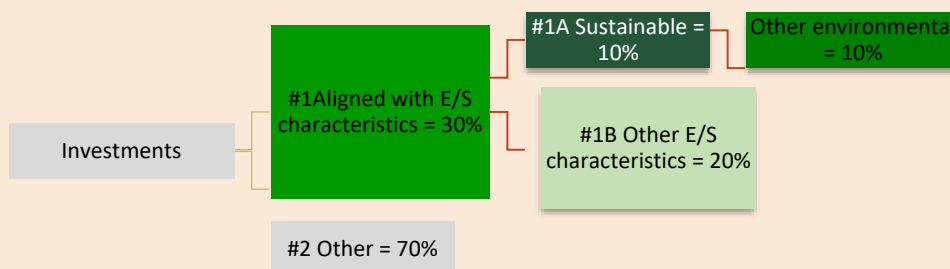 #1A Sustainable =
10%
Other environmenta
= 10%
#1Aligned with E/S
characteristics = 30%
Investments
#1B Other E/S
characteristics = 20%
#2 Other = 70%